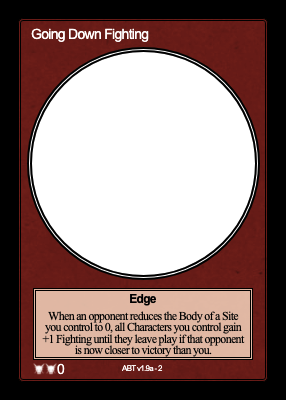 Going Down Fighting
Edge
When an opponent reduces the Body of a Site
you control to 0, all Characters you control gain
+1 Fighting until they leave play if that opponent
is now closer to victory than you.
0
ABT v1.9a - 2